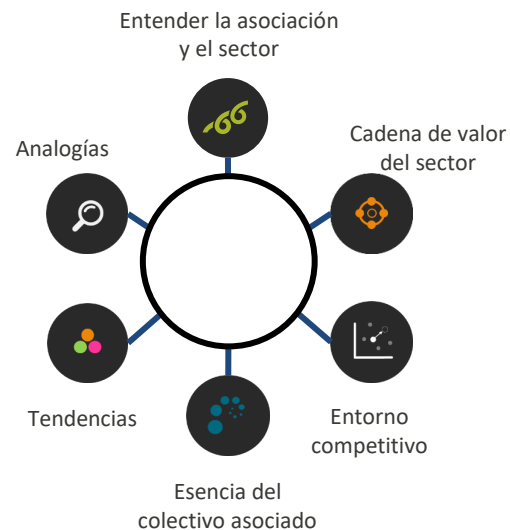 Entender la asociación
y el sector
Cadena de valor
del sector
Entorno
competitivo
Esencia del
colectivo asociado
Tendencias
Analogías